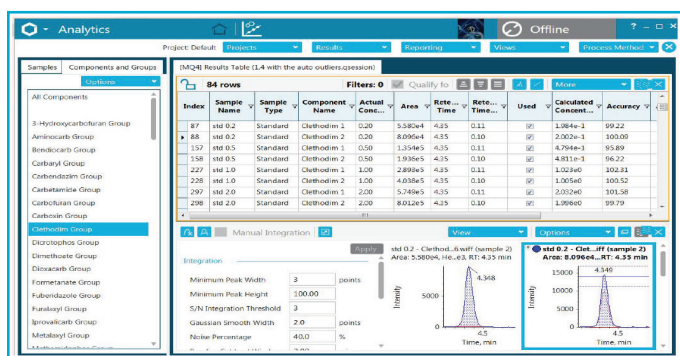 Analytics
Offline
Project: Default Projects Results Reporting Views Process Method
Samples Components and Groups
Options
All Components
3-Hydroxycarbofuran Group
Aminocarb Group
Bendiocarb Group
Carbaryl Group
Carbendazim Group
Carbetamide Group
Carbofuran Group
Carboxin Group
Clethodim Group
Dicrotophos Group
Dimethoate Group
Dioxacarb Group
Formetanate Group
Fuberidazole Group
Furalaxyl Group
Iprovalicarb Group
Metalaxyl Group
[MQ4] Results Table (1.4 with the auto outliers.qsession)
84 rows Filters: 0 Qualify fo More
Index Sample Name Sample Type Component Name Actual Conc... Area Rete... Time Rete... Time Used Calculated Concent... Accuracy
87 std 0.2 Standard Clethodim 1 0.20 5.580e4 4.35 0.11 1.984e-1 99.22
88 std 0.2 Standard Clethodim 2 0.20 8.096e4 4.35 0.10 2.002e-1 100.09
157 std 0.5 Standard Clethodim 1 0.50 1.354e5 4.35 0.11 4.794e-1 95.89
158 std 0.5 Standard Clethodim 2 0.50 1.936e5 4.35 0.10 4.811e-1 96.22
227 std 1.0 Standard Clethodim 1 1.00 2.893e5 4.35 0.11 1.023e0 102.31
228 std 1.0 Standard Clethodim 2 1.00 4.038e5 4.35 0.10 1.005e0 100.52
297 std 2.0 Standard Clethodim 1 2.00 5.749e5 4.35 0.11 2.032e0 101.58
298 std 2.0 Standard Clethodim 2 2.00 8.012e5 4.35 0.10 1.996e0 99.79
Manual Integration View Options
Apply
Integration
Minimum Peak Width 3 points
Minimum Peak Height 100.00
S/N Integration Threshold 3
Gaussian Smooth Width 2.0 points
Noise Percentage 40.0 %
std 0.2 - Clethod...6.wiff (sample 2)
Area: 5.580e4, He...e3, RT: 4.35 min
4.348
Intensity
5000
0
4.5
Time, min
std 0.2 - Clet...iff (sample 2)
Area: 8.096e4...RT: 4.35 min
4.349
Intensity
15000
10000
5000
0
4.5
Time, min